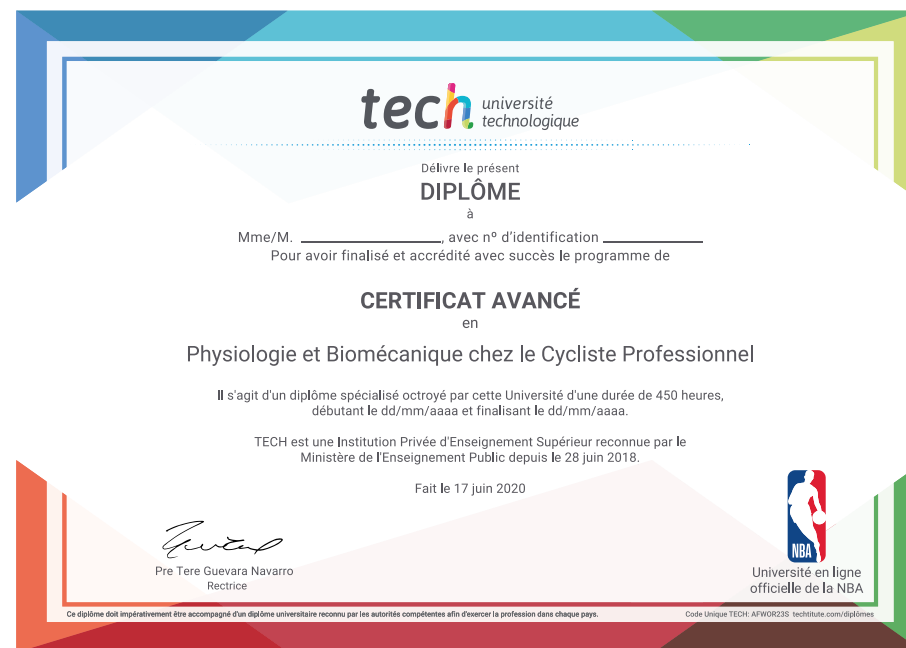 tech université
technologique
Délivre le présent
DIPLÔME
à
Mme/M. ____________________, avec nº d'identification ______________
Pour avoir finalisé et accrédité avec succès le programme de
CERTIFICAT AVANCÉ
en
Physiologie et Biomécanique chez le Cycliste Professionnel
Il s'agit d'un diplôme spécialisé octroyé par cette Université d'une durée de 450 heures,
débutant le dd/mm/aaaa et finalisant le dd/mm/aaaa.
TECH est une Institution Privée d'Enseignement Supérieur reconnue par le
Ministère de l'Enseignement Public depuis le 28 juin 2018.
Fait le 17 juin 2020
NBA
Pre Tere Guevara Navarro
Rectrice
Université en ligne
officielle de la NBA
Ce diplôme doit impérativement être accompagné d'un diplôme universitaire reconnu par les autorités compétentes afin d'exercer la profession dans chaque pays.
Code Unique TECH: AFWOR23S techtitute.com/diplômes